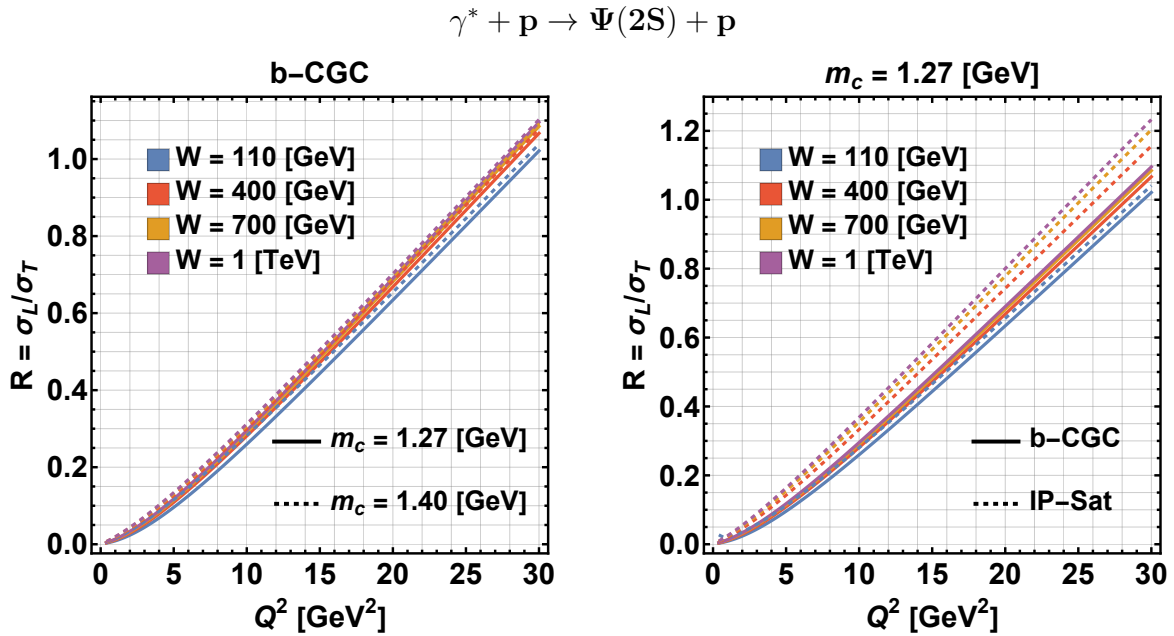 γ* + p → Ψ(2S) + p
b−CGC
W = 110 [GeV]
W = 400 [GeV]
W = 700 [GeV]
W = 1 [TeV]
m_c = 1.27 [GeV]
m_c = 1.40 [GeV]
R = σ_L/σ_T
0.0
0.2
0.4
0.6
0.8
1.0
0 5 10 15 20 25 30
Q² [GeV²]
m_c = 1.27 [GeV]
W = 110 [GeV]
W = 400 [GeV]
W = 700 [GeV]
W = 1 [TeV]
b−CGC
IP−Sat
R = σ_L/σ_T
0.0
0.2
0.4
0.6
0.8
1.0
1.2
0 5 10 15 20 25 30
Q² [GeV²]